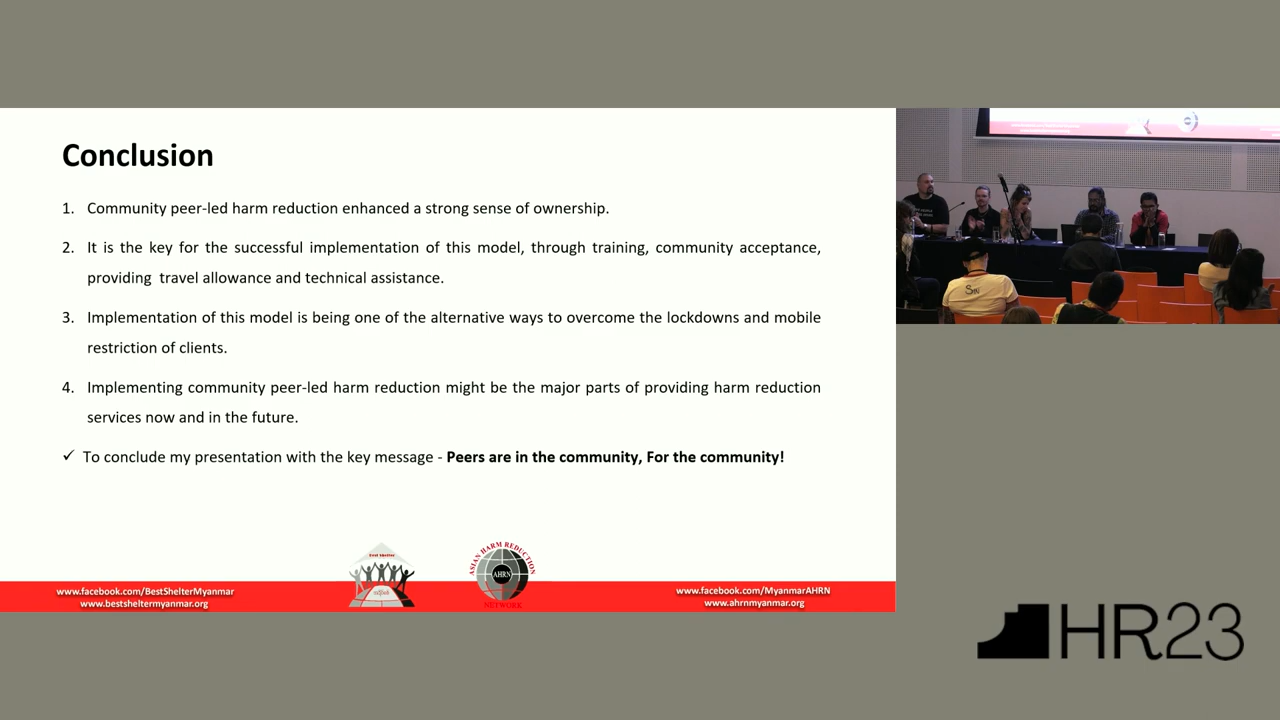 Conclusion
1. Community peer-led harm reduction enhanced a strong sense of ownership.
2. It is the key for the successful implementation of this model, through training, community acceptance,
providing travel allowance and technical assistance.
3. Implementation of this model is being one of the alternative ways to overcome the lockdowns and mobile
restriction of clients.
4. Implementing community peer-led harm reduction might be the major parts of providing harm reduction
services now and in the future.
✓ To conclude my presentation with the key message - Peers are in the community, For the community!
Best Shelter
ASIAN HARM REDUCTION
AHRN
NETWORK
www.facebook.com/BestShelterMyanmar
www.bestsheltermyanmar.org
www.facebook.com/MyanmarAHRN
www.ahrnmyanmar.org
HR23